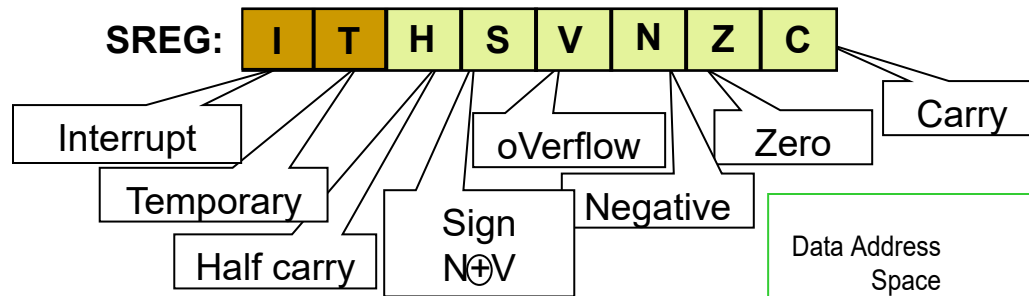 SREG: I T H S V N Z C
Interrupt
oVerflow
Zero
Carry
Temporary
Negative
Half carry
Sign
N⊕V
Data Address
Space